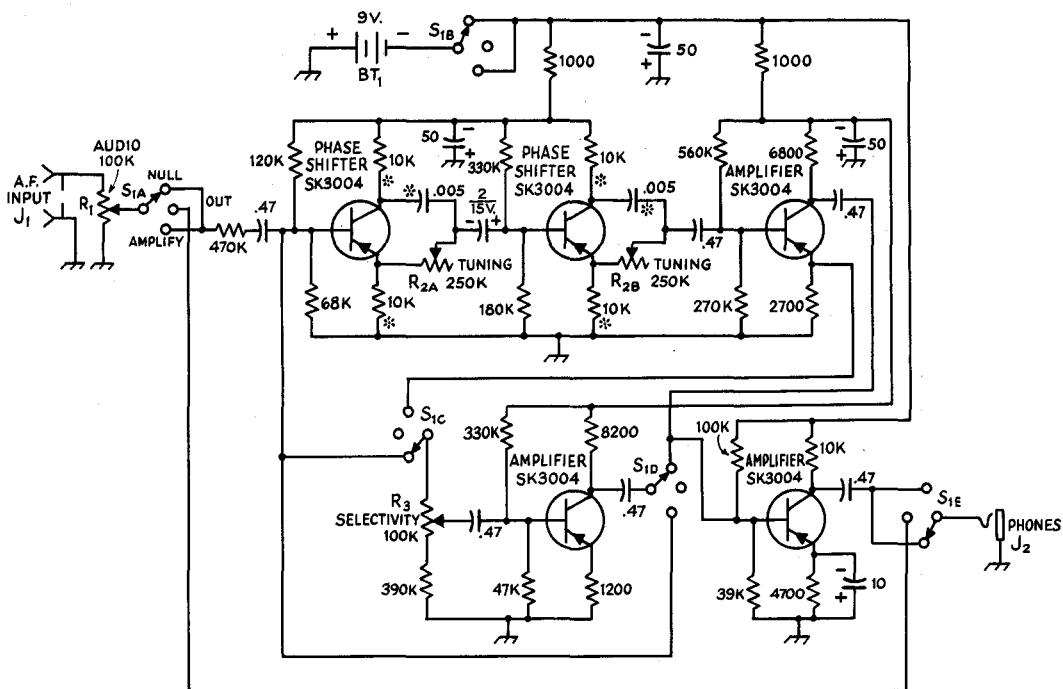 9V.
+
−
BT1
S1B
−
+
50
1000
1000
AUDIO
100K
A.F.
INPUT
J1
R1
S1A
NULL
OUT
AMPLIFY
470K
.47
120K
PHASE
SHIFTER
SK3004
10K
*
50
−
+
330K
*
.005
2
15V.
−
+
PHASE
SHIFTER
SK3004
10K
*
.005
*
560K
AMPLIFIER
SK3004
6800
−
+
50
.47
.47
R2A
TUNING
250K
R2B
TUNING
250K
68K
10K
*
180K
10K
*
270K
2700
S1C
330K
8200
AMPLIFIER
SK3004
S1D
.47
R3
SELECTIVITY
100K
.47
390K
47K
1200
100K
10K
AMPLIFIER
SK3004
.47
S1E
PHONES
J2
39K
4700
−
+
10